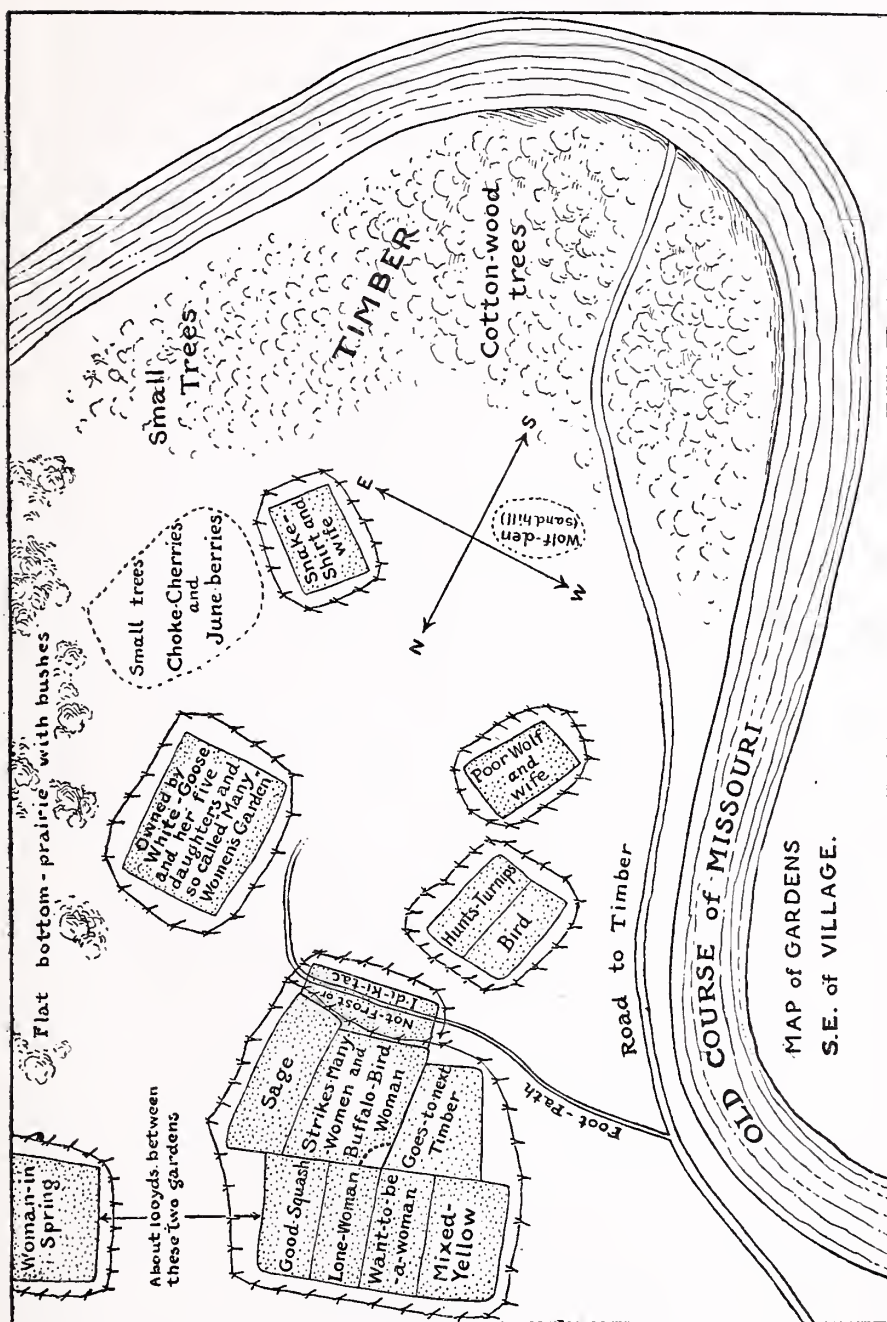 Flat bottom-prairie with bushes
Small
Trees
TIMBER
Cotton-wood
trees
Small trees
Choke-Cherries
and
June berries
Snake-
Shirt and
wife
N
E
S
W
Wolf-den
(sand hill)
Owned by
White-Goose
and her five
daughters and
so called Many-
Womens Garden-
Poor Wolf
and
Wife
Hunts-Turnips
Bird
Not-Frost or
I-di-ki-tac
Sage
Strikes Many-
-Women and
Buffalo-Bird
Woman
Goes-to-next
Timber
Good-Squash
Lone-Woman
Want-to-be
-a-woman
Mixed-
Yellow
Woman-in
Spring
About 100yds. between
these two gardens
Foot-Path
Road to Timber
OLD COURSE of MISSOURI
MAP of GARDENS
S.E. of VILLAGE.